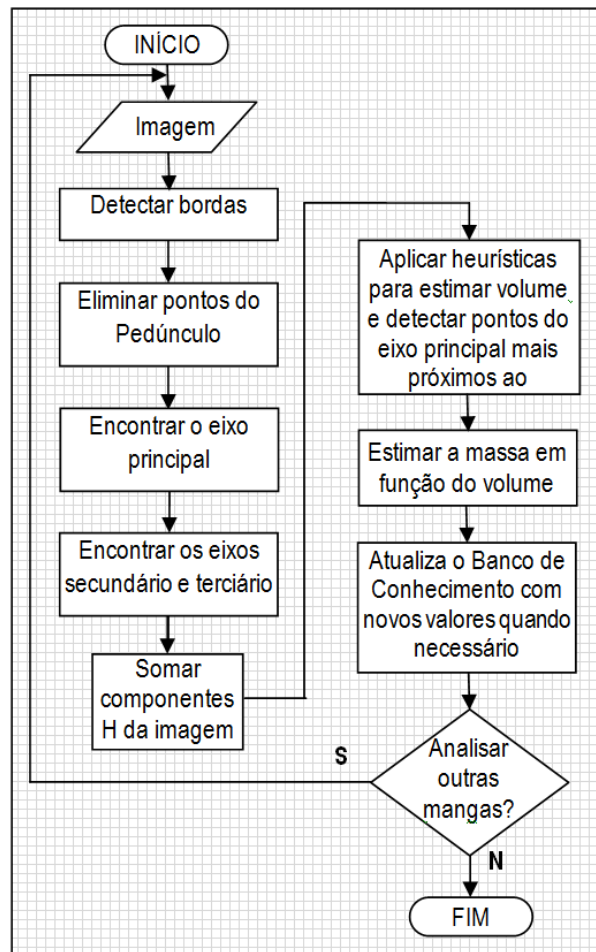 INÍCIO
Imagem
Detectar bordas
Eliminar pontos do
Pedúnculo
Encontrar o eixo
principal
Encontrar os eixos
secundário e terciário
Somar
componentes
H da imagem
Aplicar heurísticas
para estimar volume
e detectar pontos do
eixo principal mais
próximos ao
Estimar a massa em
função do volume
Atualiza o Banco de
Conhecimento com
novos valores quando
necessário
Analisar
outras
mangas?
S
N
FIM